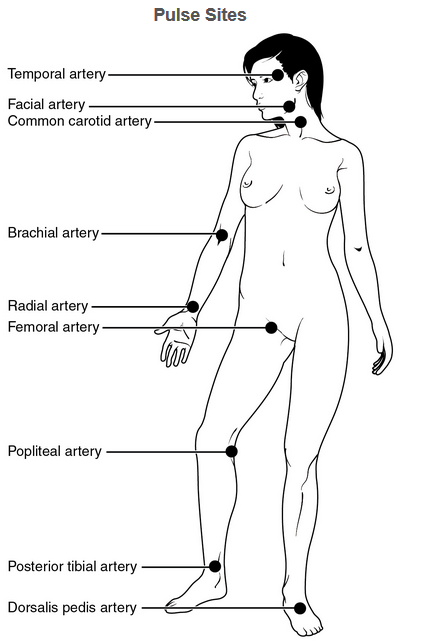 Pulse Sites
Temporal artery
Facial artery
Common carotid artery
Brachial artery
Radial artery
Femoral artery
Popliteal artery
Posterior tibial artery
Dorsalis pedis artery